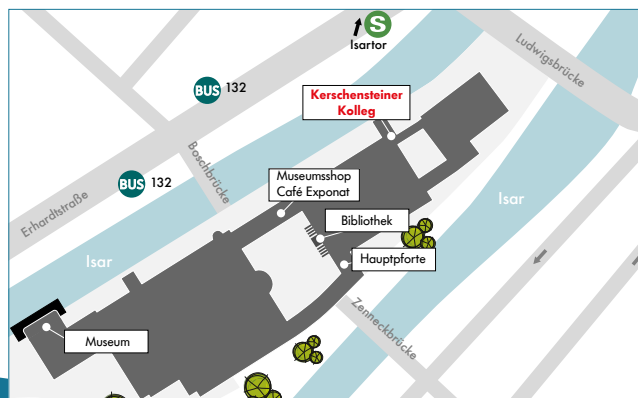 S
Isartor
Ludwigsbrücke
BUS 132
Kerschensteiner
Kolleg
Boschbrücke
Museumsshop
Café Exponat
BUS 132
Erhardtstraße
Bibliothek
Isar
Isar
Hauptpforte
Zenneckbrücke
Museum